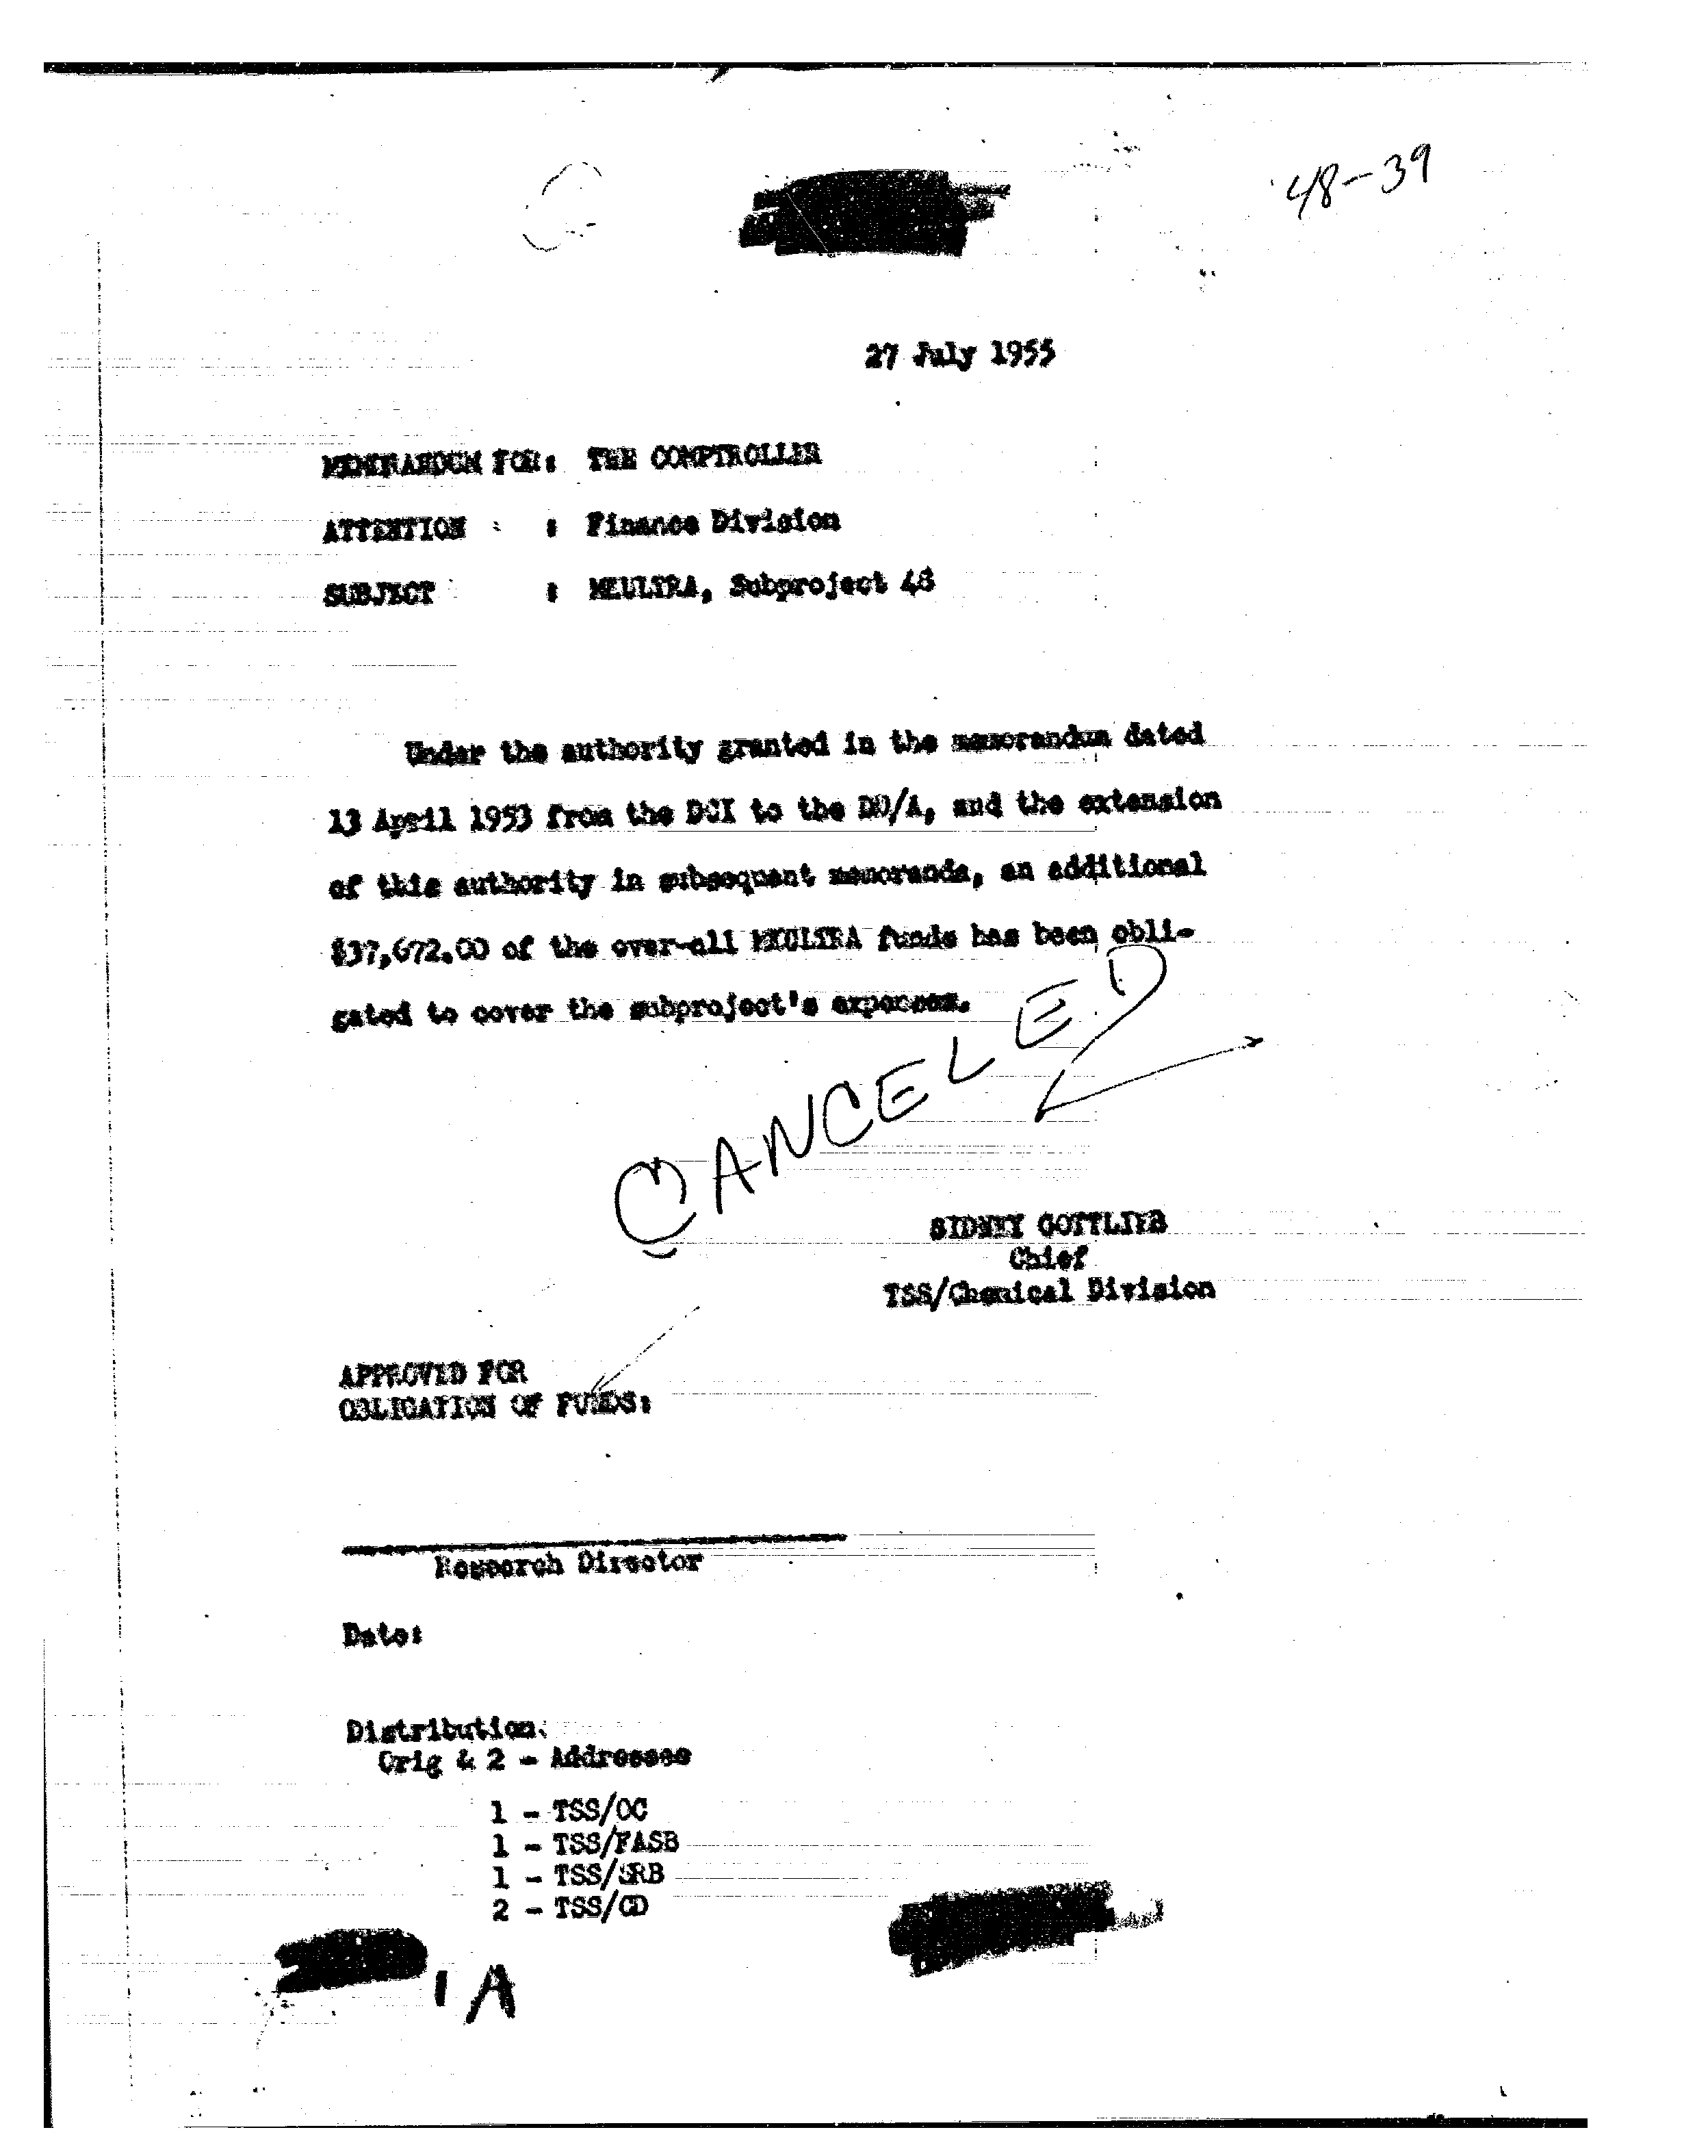 48-39
27 July 1955
MEMORANDUM FOR: THE COMPTROLLER
ATTENTION : Finance Division
SUBJECT : MKULTRA, Subproject 48
Under the authority granted in the memorandum dated
13 April 1953 from the DCI to the DD/A, and the extension
of this authority in subsequent memoranda, an additional
$37,672.00 of the over-all MKULTRA funds has been obli-
gated to cover the subproject's expenses.
CANCELED
SIDNEY GOTTLIEB
Chief
TSS/Chemical Division
APPROVED FOR
OBLIGATION OF FUNDS:
Research Director
Date:
Distribution:
Orig & 2 - Addresses
1 - TSS/OC
1 - TSS/FASB
1 - TSS/SRB
2 - TSS/CD
1 A